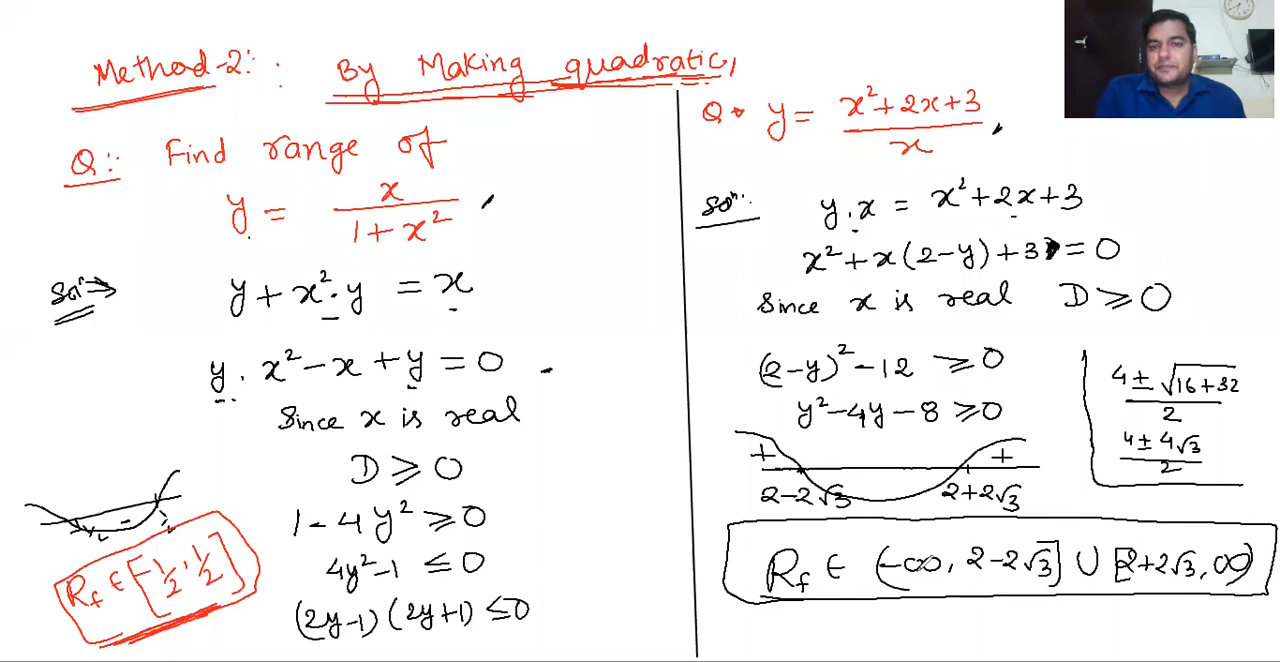 Method-2:- By Making quadratic,
Q:- Find range of
y = x / (1 + x²)
Solⁿ ⇒ y + x²·y = x
y. x² - x + y = 0
Since x is real
D ⩾ 0
1 - 4y² ⩾ 0
4y² - 1 ≤ 0
(2y-1) (2y+1) ≤ 0
-
R_f ∈ [-1/2, 1/2]
Q. y = (x² + 2x + 3) / x
Solⁿ. y.x = x² + 2x + 3
x² + x(2-y) + 3 = 0
Since x is real D ⩾ 0
(2-y)² - 12 ⩾ 0
y² - 4y - 8 ⩾ 0
(4 ± √(16+32)) / 2
(4 ± 4√3) / 2
+ +
2-2√3 2+2√3
R_f ∈ (-∞, 2-2√3] ∪ [2+2√3, ∞)